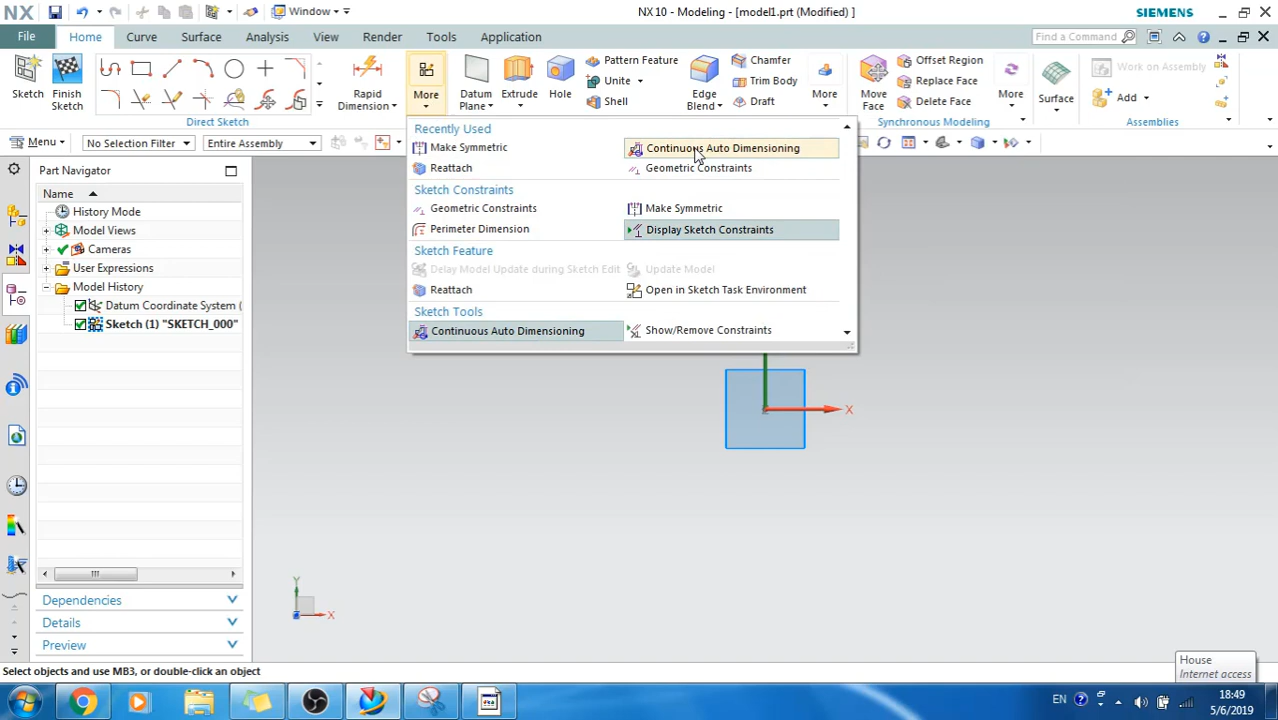 NX
Window
NX 10 - Modeling - [model1.prt (Modified) ]
SIEMENS
File
Home
Curve
Surface
Analysis
View
Render
Tools
Application
Find a Command
Sketch
Finish
Sketch
Direct Sketch
Rapid
Dimension
More
Datum
Plane
Extrude
Hole
Pattern Feature
Unite
Shell
Edge
Blend
Chamfer
Trim Body
Draft
More
Move
Face
Offset Region
Replace Face
Delete Face
More
Synchronous Modeling
Surface
Work on Assembly
Add
Assemblies
Menu
No Selection Filter
Entire Assembly
Recently Used
Make Symmetric
Continuous Auto Dimensioning
Reattach
Geometric Constraints
Sketch Constraints
Geometric Constraints
Make Symmetric
Perimeter Dimension
Display Sketch Constraints
Sketch Feature
Delay Model Update during Sketch Edit
Update Model
Reattach
Open in Sketch Task Environment
Sketch Tools
Continuous Auto Dimensioning
Show/Remove Constraints
Part Navigator
Name
History Mode
Model Views
Cameras
User Expressions
Model History
Datum Coordinate System (
Sketch (1) "SKETCH_000"
Dependencies
Details
Preview
X
Y
X
Select objects and use MB3, or double-click an object
House
Internet access
EN
18:49
5/6/2019